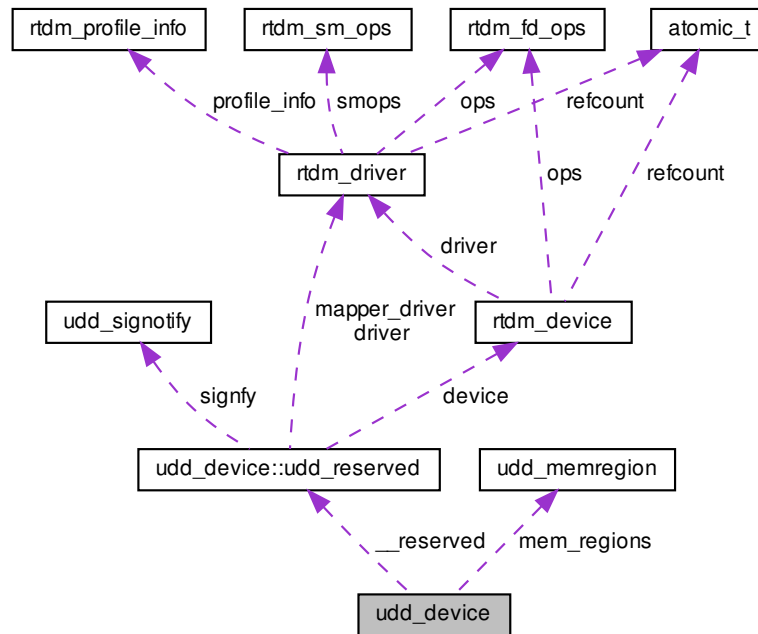 rtdm_profile_info
rtdm_sm_ops
rtdm_fd_ops
atomic_t
profile_info
smops
ops
refcount
rtdm_driver
ops
refcount
driver
mapper_driver
driver
udd_signotify
rtdm_device
signfy
device
udd_device::udd_reserved
udd_memregion
__reserved
mem_regions
udd_device